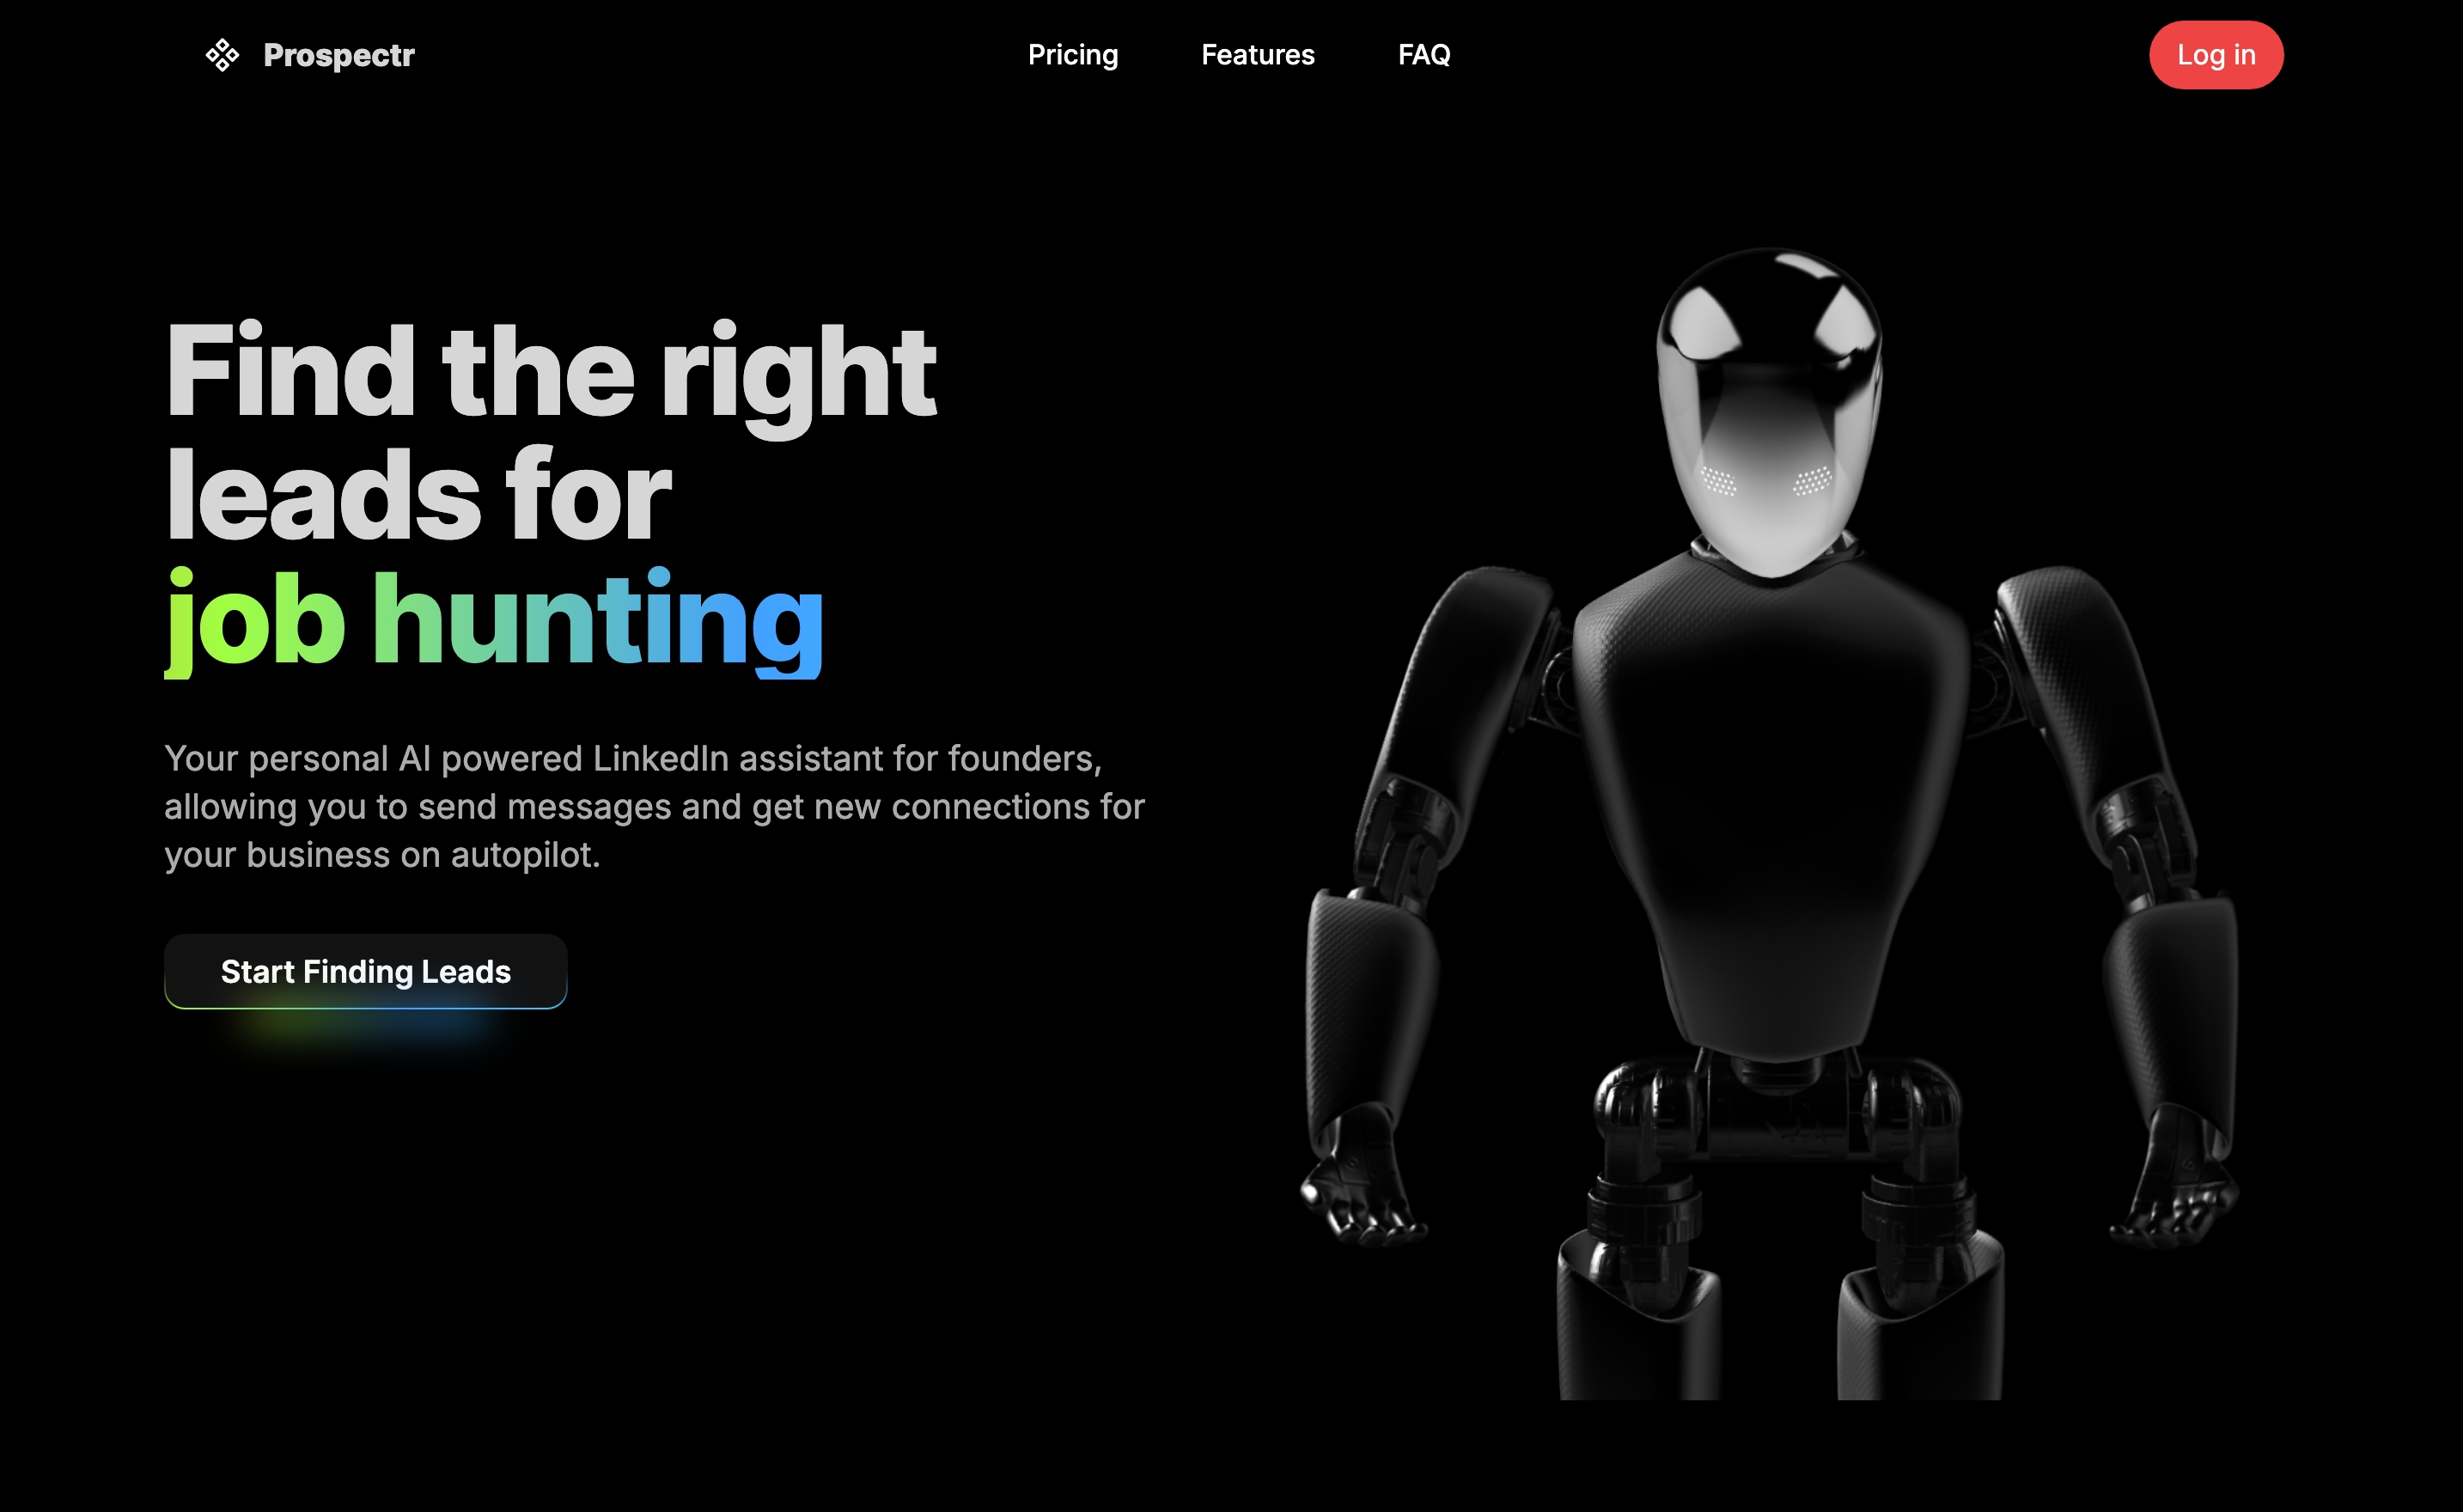 Prospectr
Pricing
Features
FAQ
Log in
Find the right
leads for
job hunting
Your personal AI powered LinkedIn assistant for founders,
allowing you to send messages and get new connections for
your business on autopilot.
Start Finding Leads